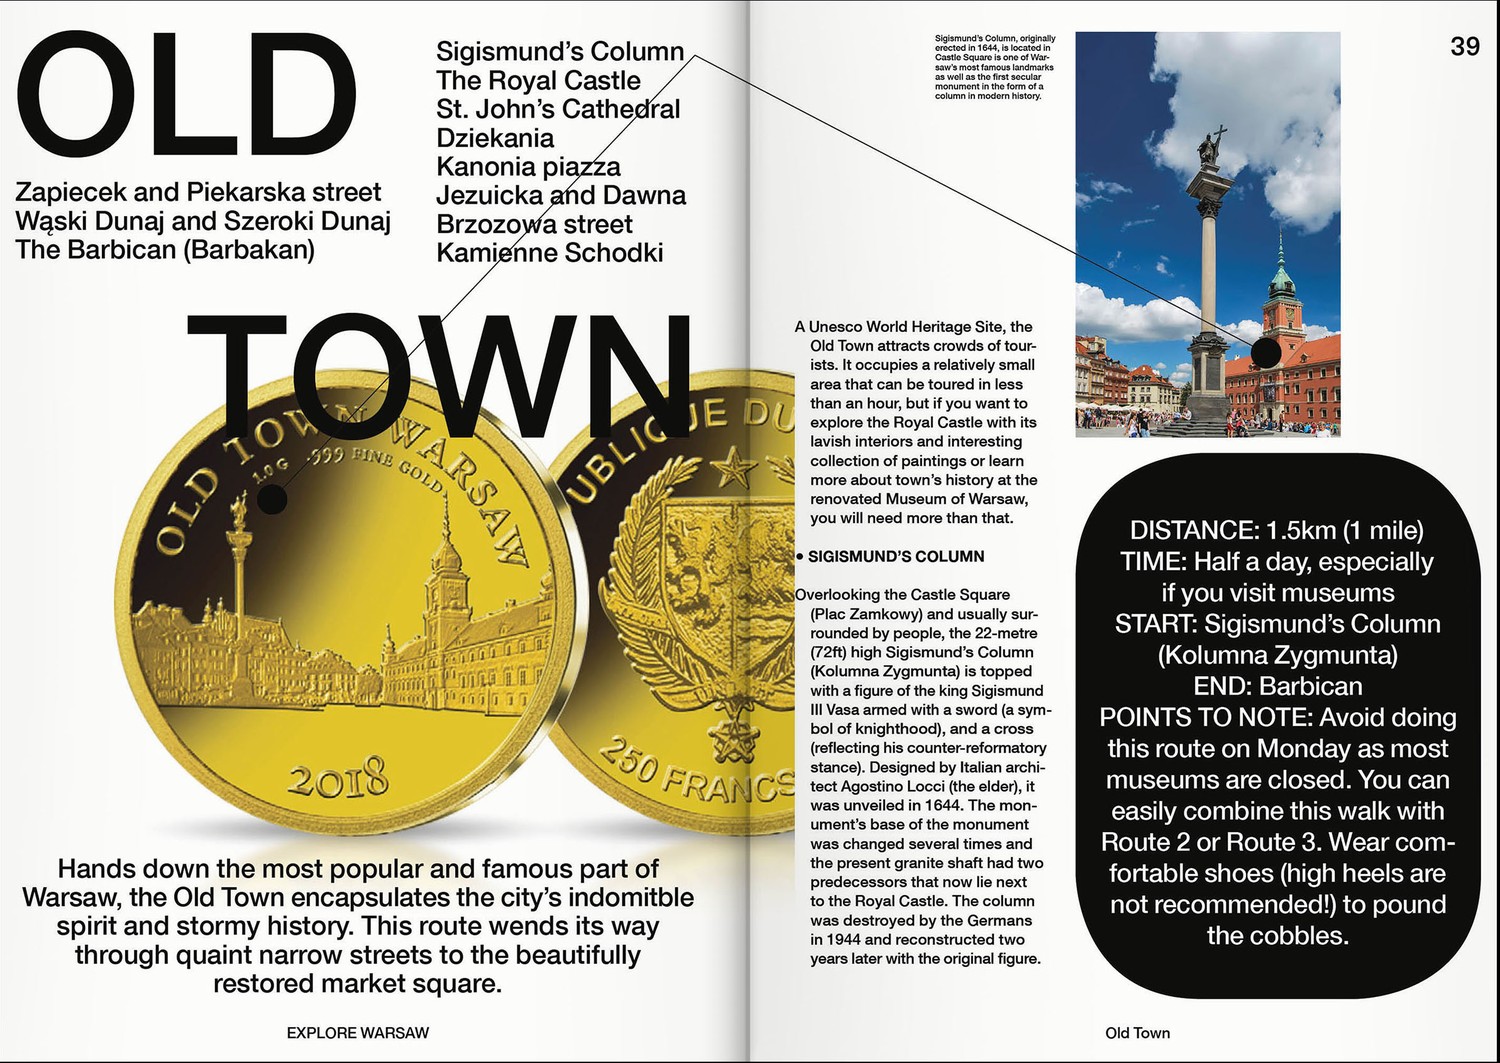 OLD
Zapiecek and Piekarska street
Wąski Dunaj and Szeroki Dunaj
The Barbican (Barbakan)
Sigismund’s Column
The Royal Castle
St. John’s Cathedral
Dziekania
Kanonia piazza
Jezuicka and Dawna
Brzozowa street
Kamienne Schodki
TOWN
OLD TOWN WARSAW
1.0 G .999 FINE GOLD
2018
UBLIQUE DU
250 FRANCS
Hands down the most popular and famous part of
Warsaw, the Old Town encapsulates the city’s indomitble
spirit and stormy history. This route wends its way
through quaint narrow streets to the beautifully
restored market square.
EXPLORE WARSAW
Sigismund’s Column, originally
erected in 1644, is located in
Castle Square is one of War-
saw’s most famous landmarks
as well as the first secular
monument in the form of a
column in modern history.
39
A Unesco World Heritage Site, the
Old Town attracts crowds of tour-
ists. It occupies a relatively small
area that can be toured in less
than an hour, but if you want to
explore the Royal Castle with its
lavish interiors and interesting
collection of paintings or learn
more about town’s history at the
renovated Museum of Warsaw,
you will need more than that.
• SIGISMUND’S COLUMN
Overlooking the Castle Square
(Plac Zamkowy) and usually sur-
rounded by people, the 22-metre
(72ft) high Sigismund’s Column
(Kolumna Zygmunta) is topped
with a figure of the king Sigismund
III Vasa armed with a sword (a sym-
bol of knighthood), and a cross
(reflecting his counter-reformatory
stance). Designed by Italian archi-
tect Agostino Locci (the elder), it
was unveiled in 1644. The mon-
ument’s base of the monument
was changed several times and
the present granite shaft had two
predecessors that now lie next
to the Royal Castle. The column
was destroyed by the Germans
in 1944 and reconstructed two
years later with the original figure.
DISTANCE: 1.5km (1 mile)
TIME: Half a day, especially
if you visit museums
START: Sigismund’s Column
(Kolumna Zygmunta)
END: Barbican
POINTS TO NOTE: Avoid doing
this route on Monday as most
museums are closed. You can
easily combine this walk with
Route 2 or Route 3. Wear com-
fortable shoes (high heels are
not recommended!) to pound
the cobbles.
Old Town